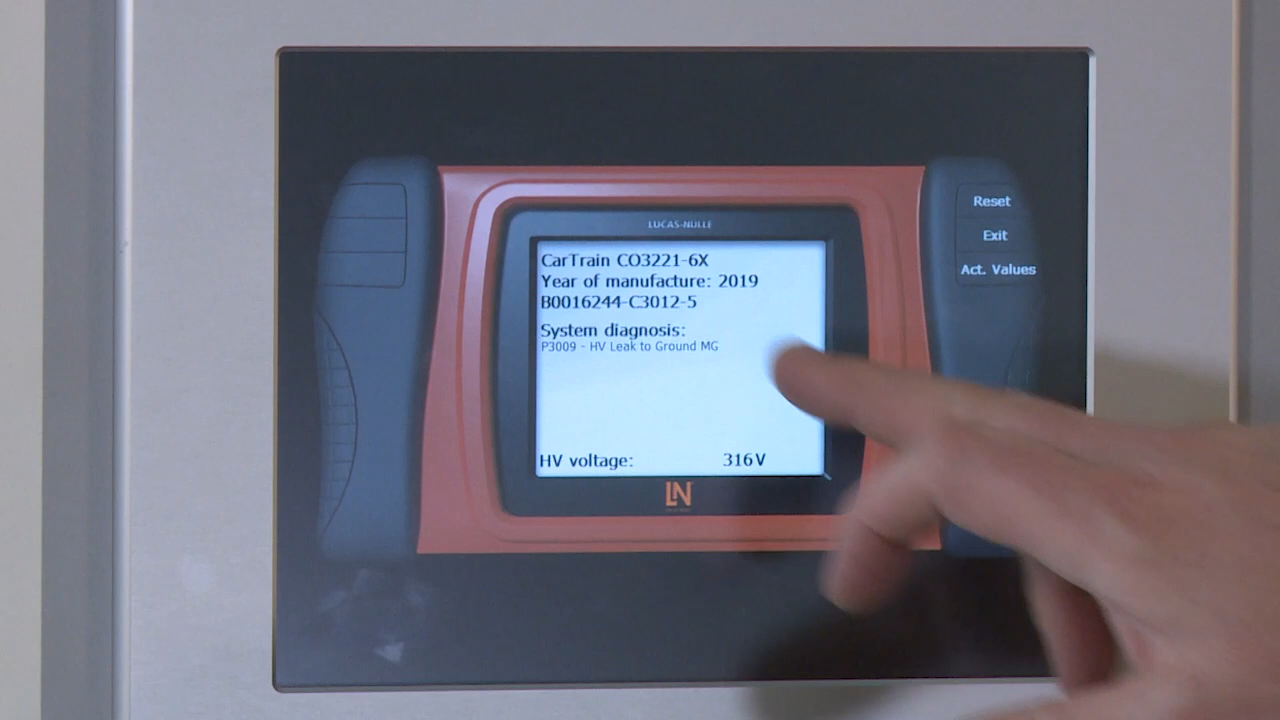 LUCAS-NÜLLE
CarTrain CO3221-6X
Year of manufacture: 2019
B0016244-C3012-5
System diagnosis:
P3009 - HV Leak to Ground MG
HV voltage: 316 V
LN
Reset
Exit
Act. Values